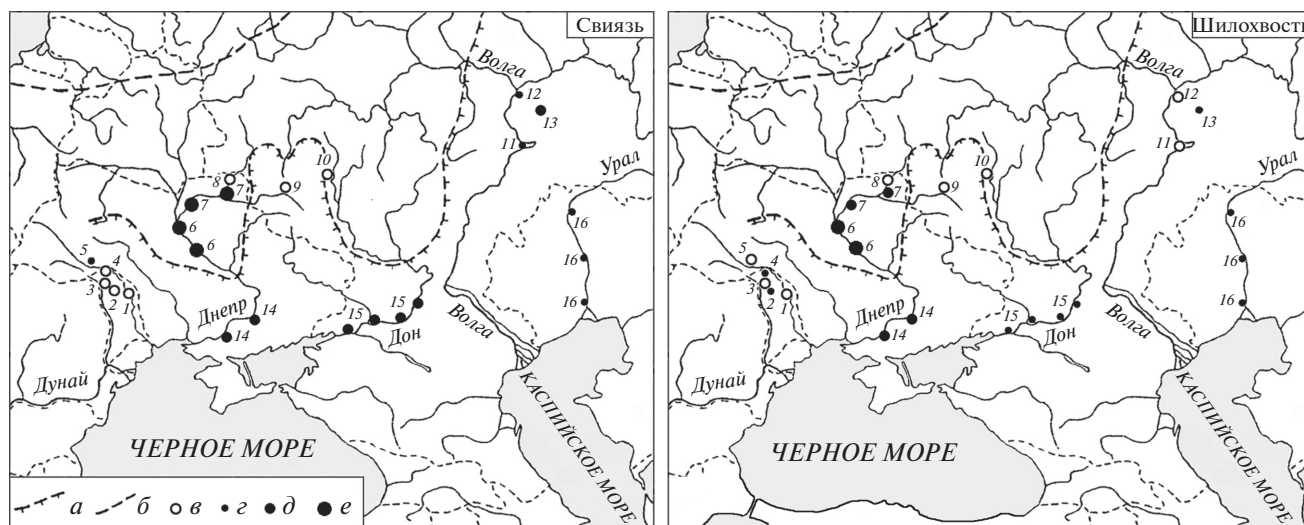 Свиязь
Волга
12
13
11
Урал
10
8
7
9
7
6
6
16
16
16
5
4
3
2
1
Днепр
14
14
15
15
Дон
Волга
Дунай
ЧЕРНОЕ МОРЕ
КАСПИЙСКОЕ МОРЕ
а б в г д е
Шилохвость
Волга
12
13
11
Урал
10
8
7
9
7
6
6
16
16
16
5
4
3
2
1
Днепр
14
14
15
15
Дон
Волга
Дунай
ЧЕРНОЕ МОРЕ
КАСПИЙСКОЕ МОРЕ